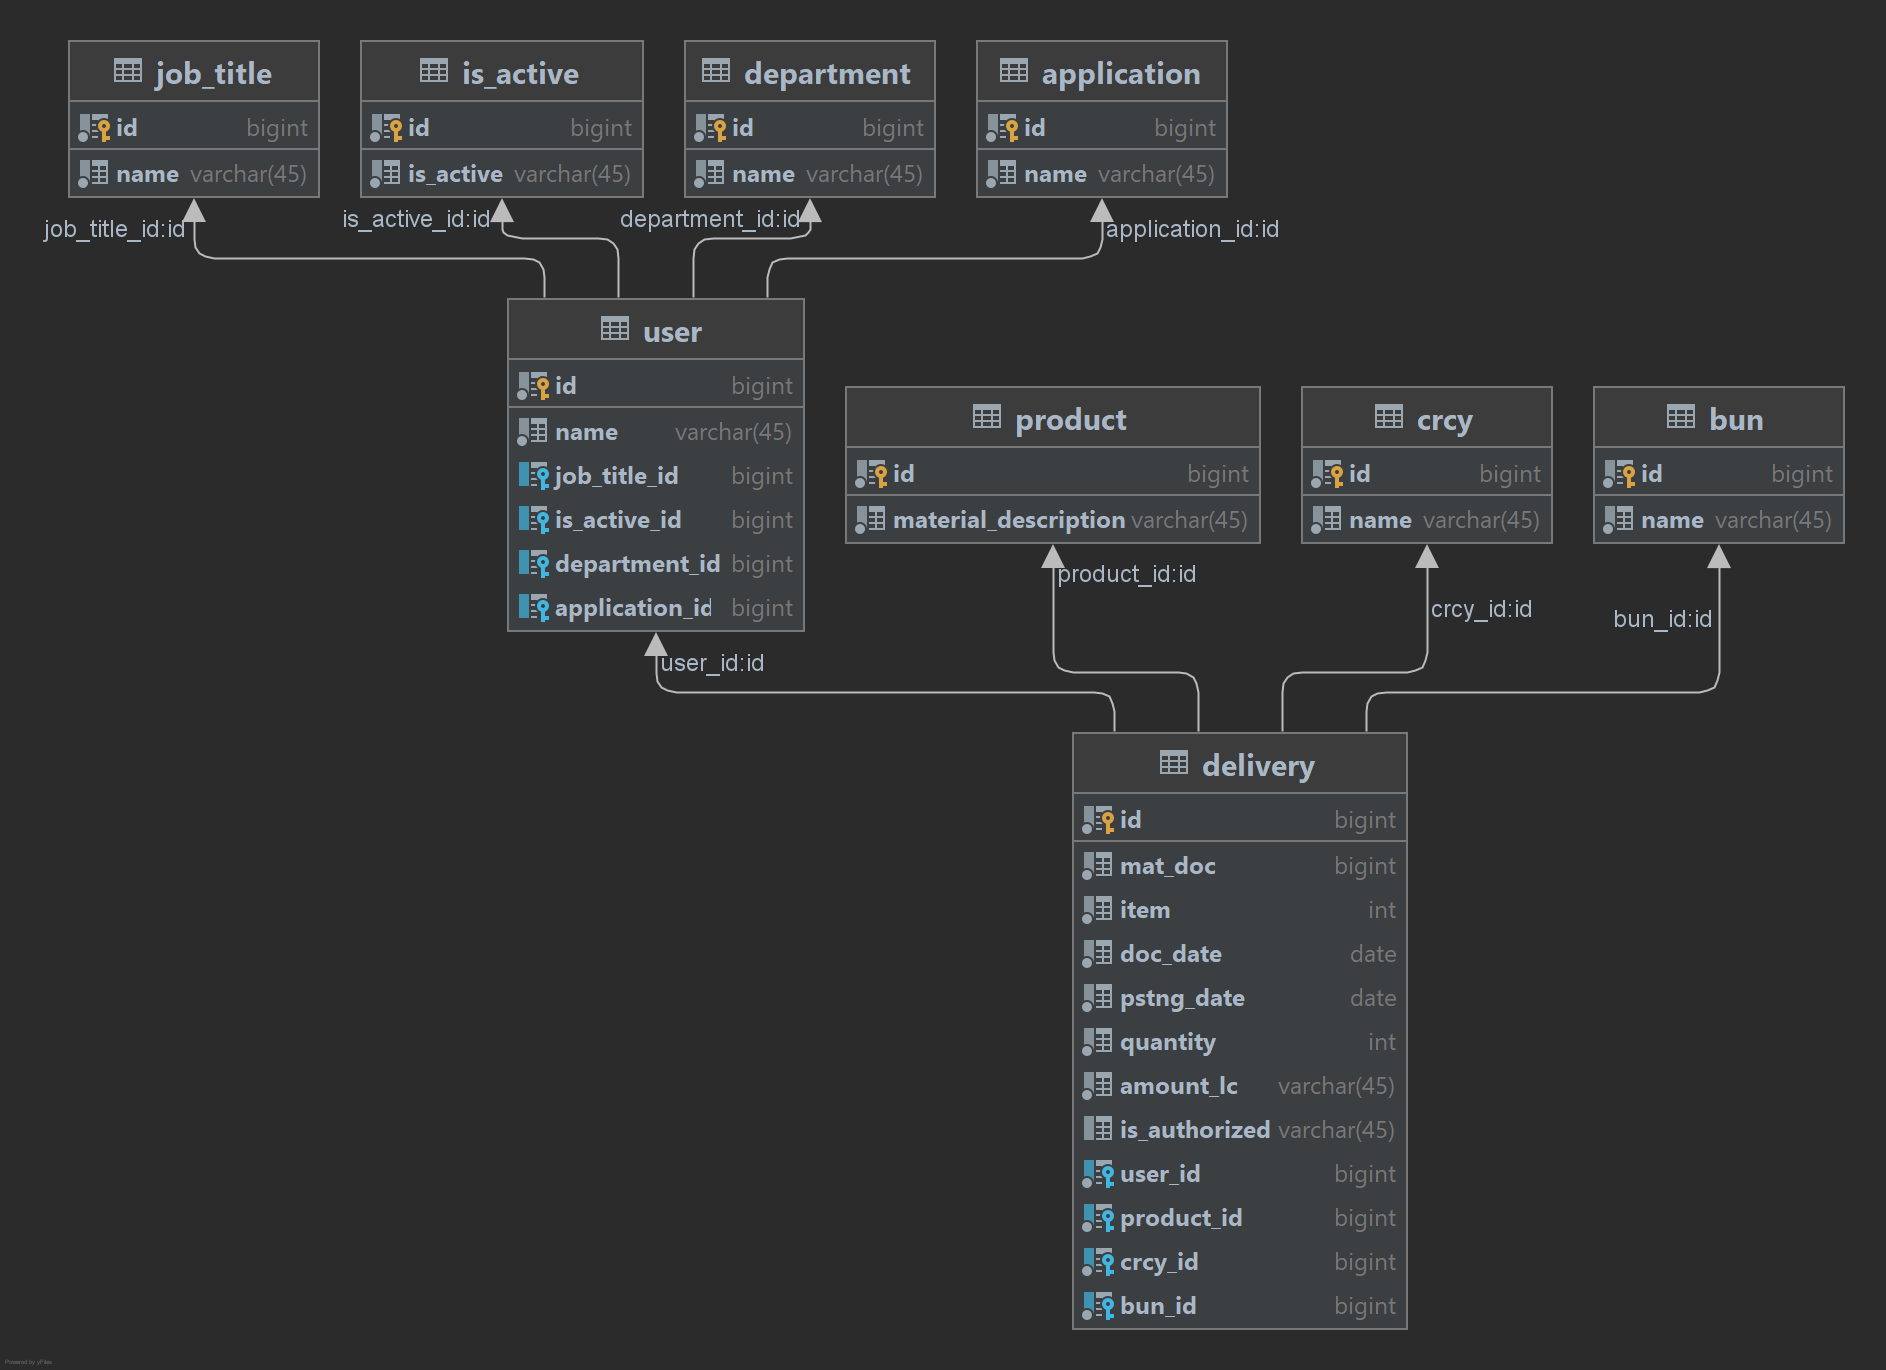 job_title
id bigint
name varchar(45)
is_active
id bigint
is_active varchar(45)
department
id bigint
name varchar(45)
application
id bigint
name varchar(45)
job_title_id:id
is_active_id:id
department_id:id
application_id:id
user
id bigint
name varchar(45)
job_title_id bigint
is_active_id bigint
department_id bigint
application_id bigint
product
id bigint
material_description varchar(45)
crcy
id bigint
name varchar(45)
bun
id bigint
name varchar(45)
user_id:id
product_id:id
crcy_id:id
bun_id:id
delivery
id bigint
mat_doc bigint
item int
doc_date date
pstng_date date
quantity int
amount_lc varchar(45)
is_authorized varchar(45)
user_id bigint
product_id bigint
crcy_id bigint
bun_id bigint
Powered by yFiles